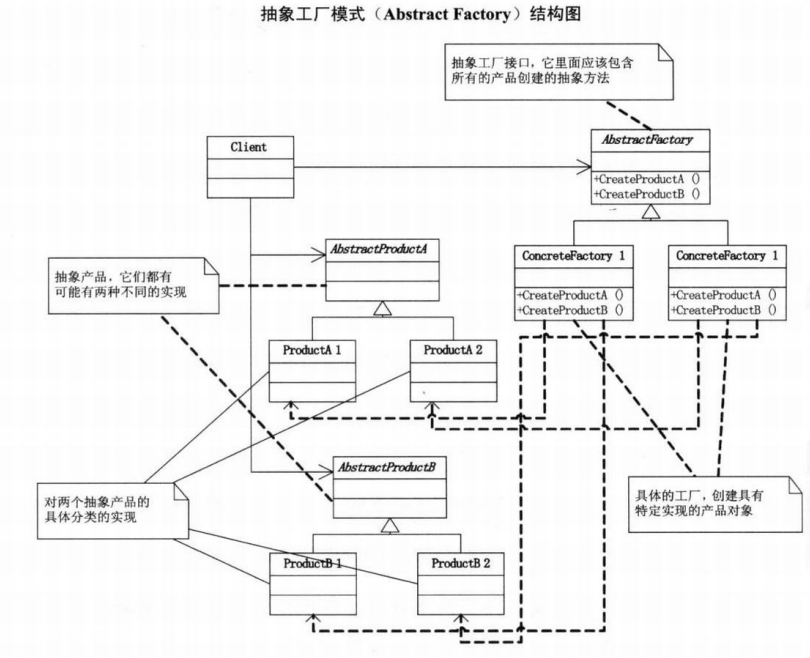 抽象工厂模式（Abstract Factory）结构图
抽象工厂接口，它里面应该包含
所有的产品创建的抽象方法
Client
AbstractFactory
+CreateProductA ()
+CreateProductB ()
AbstractProductA
ConcreteFactory 1
+CreateProductA ()
+CreateProductB ()
ConcreteFactory 1
+CreateProductA ()
+CreateProductB ()
抽象产品，它们都有
可能有两种不同的实现
ProductA 1
ProductA 2
AbstractProductB
对两个抽象产品的
具体分类的实现
具体的工厂，创建具有
特定实现的产品对象
ProductB 1
ProductB 2